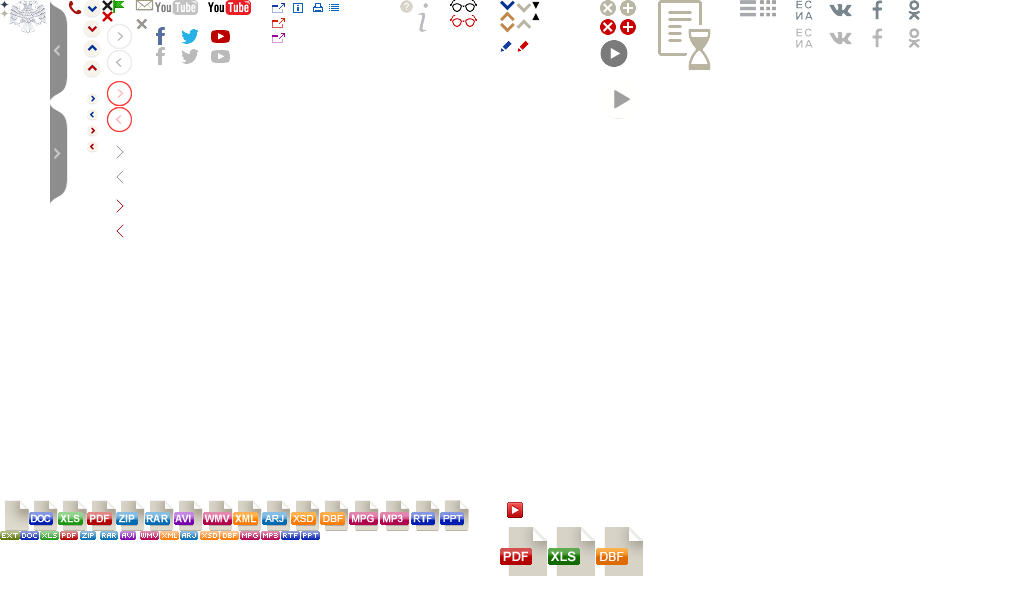 YouTube YouTube
ЕС
ИА
ЕС
ИА
DOC XLS PDF ZIP RAR AVI WMV XML ARJ XSD DBF MPG MP3 RTF PPT
EXT DOC XLS PDF ZIP RAR AVI WMV XML ARJ XSD DBF MPG MP3 RTF PPT
PDF XLS DBF